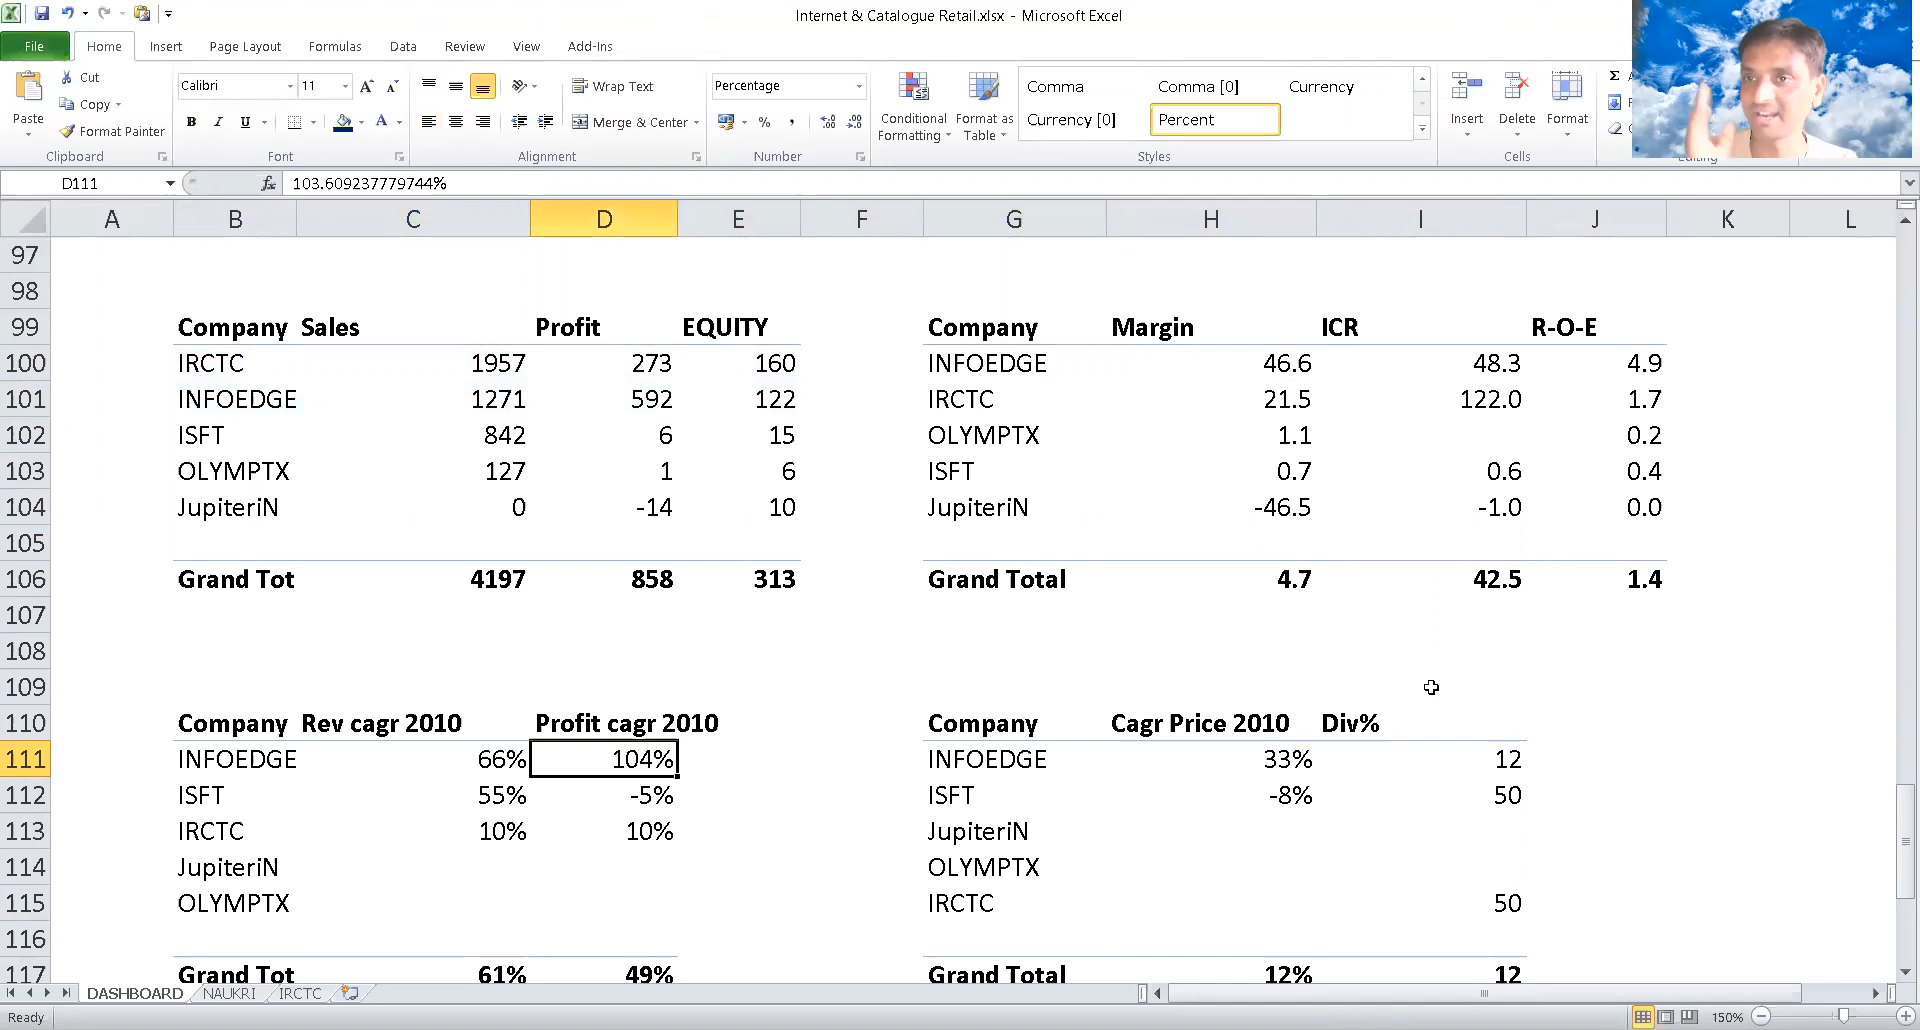 Internet & Catalogue Retail.xlsx - Microsoft Excel
File Home Insert Page Layout Formulas Data Review View Add-Ins
Paste
Cut
Copy
Format Painter
Clipboard
Calibri 11
B I U
Font
Wrap Text
Merge & Center
Alignment
Percentage
% ,
Number
Conditional Formatting
Format as Table
Comma Comma [0] Currency
Currency [0] Percent
Styles
Insert Delete Format
Cells
D111 fx 103.609237779744%
A B C D E F G H I J K L
97
98
99 Company Sales Profit EQUITY Company Margin ICR R-O-E
100 IRCTC 1957 273 160 INFOEDGE 46.6 48.3 4.9
101 INFOEDGE 1271 592 122 IRCTC 21.5 122.0 1.7
102 ISFT 842 6 15 OLYMPTX 1.1 0.2
103 OLYMPTX 127 1 6 ISFT 0.7 0.6 0.4
104 JupiteriN 0 -14 10 JupiteriN -46.5 -1.0 0.0
105
106 Grand Tot 4197 858 313 Grand Total 4.7 42.5 1.4
107
108
109
110 Company Rev cagr 2010 Profit cagr 2010 Company Cagr Price 2010 Div%
111 INFOEDGE 66% 104% INFOEDGE 33% 12
112 ISFT 55% -5% ISFT -8% 50
113 IRCTC 10% 10% JupiteriN
114 JupiteriN OLYMPTX
115 OLYMPTX IRCTC 50
116
117 Grand Tot 61% 49% Grand Total 12% 12
DASHBOARD NAUKRI IRCTC
Ready 150%